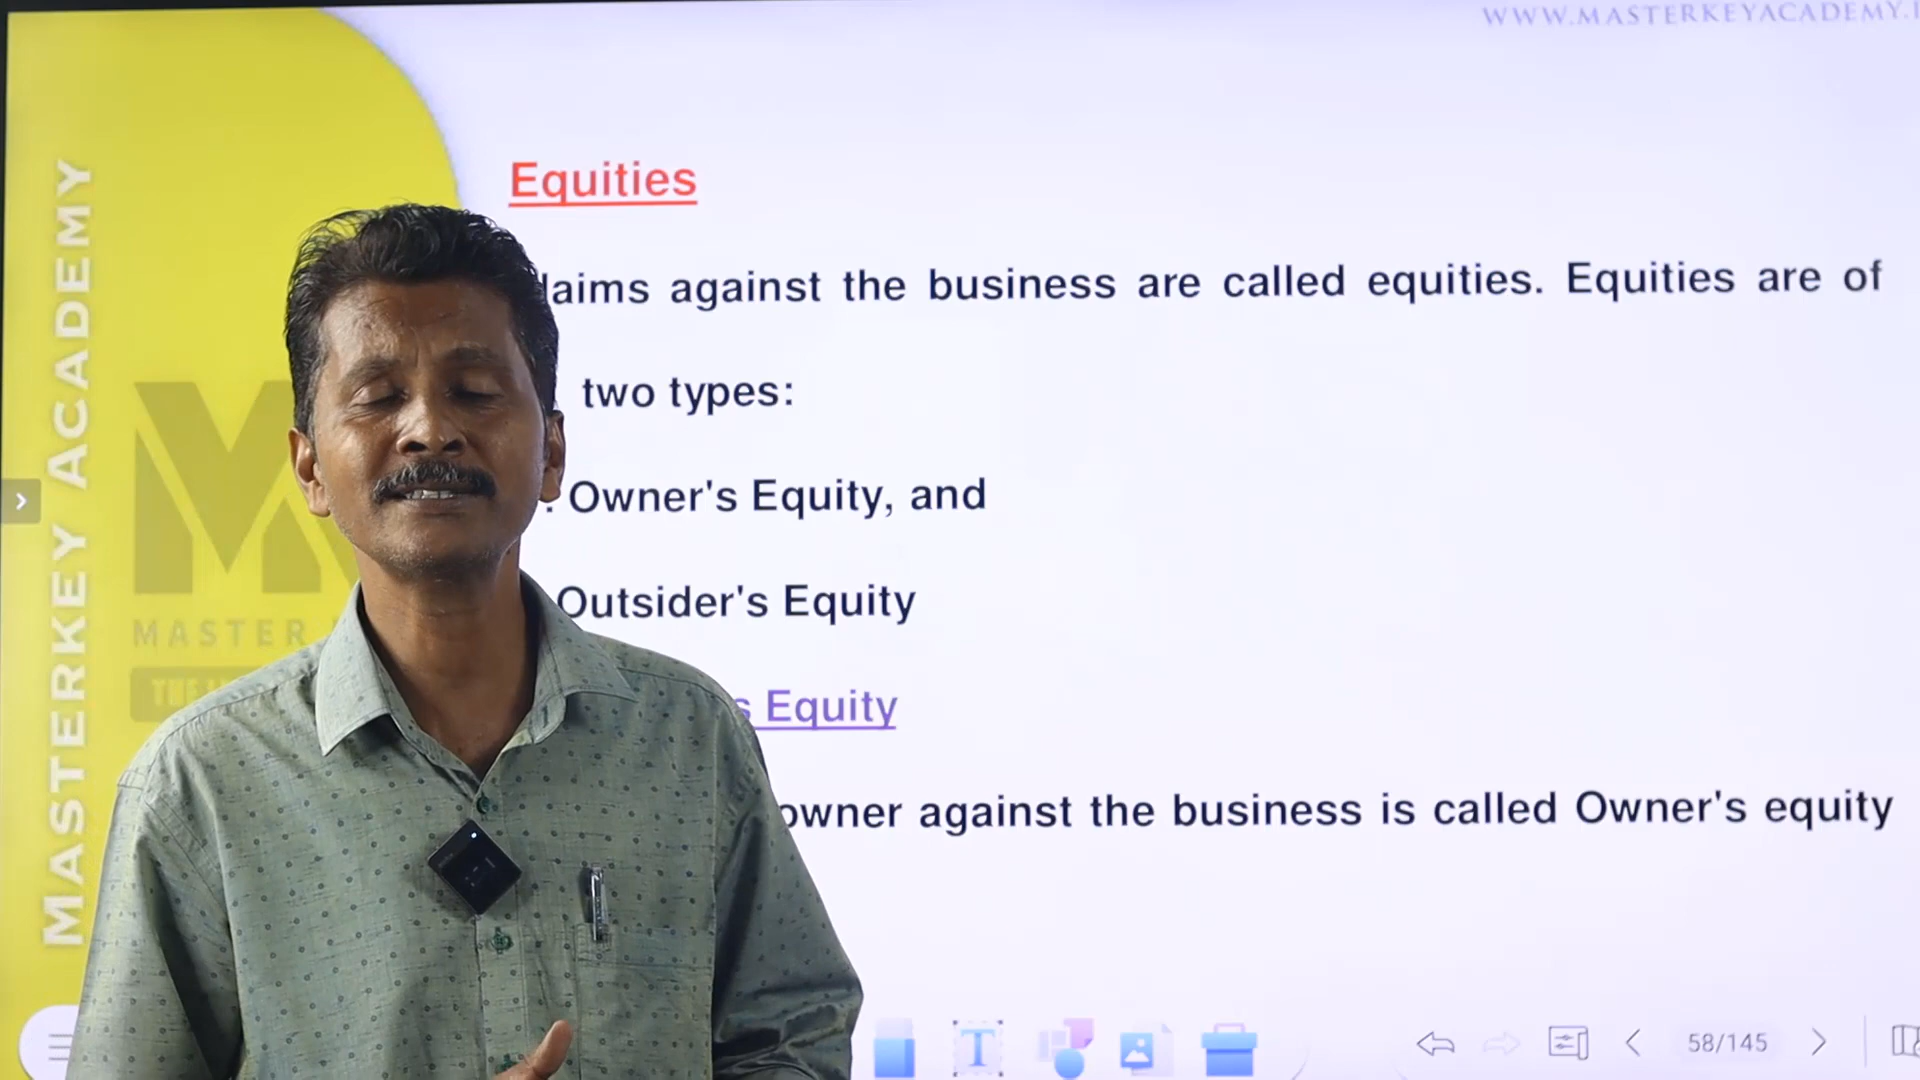 WWW.MASTERKEYACADEMY.
MASTERKEY ACADEMY
MASTER
Equities
laims against the business are called equities. Equities are of
two types:
. Owner's Equity, and
Outsider's Equity
s Equity
owner against the business is called Owner's equity
T
58/145